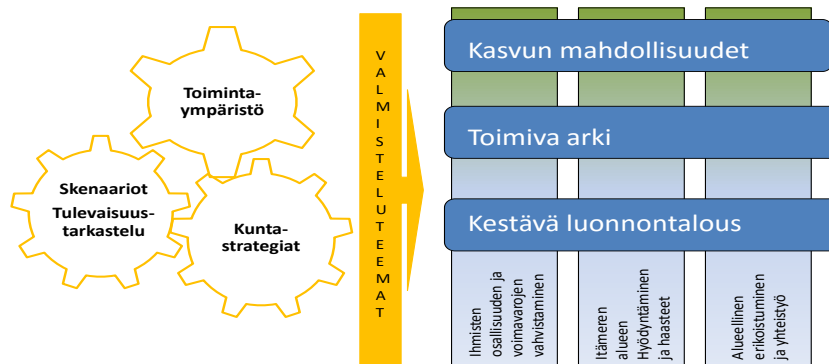 Toiminta-
ympäristö
Skenaariot
Tulevaisuus-
tarkastelu
Kunta-
strategiat
VALMISTELUTEEMAT
Kasvun mahdollisuudet
Toimiva arki
Kestävä luonnontalous
Ihmisten
osallisuuden ja
voimavarojen
vahvistaminen
Itämeren
alueen
Hyödyntäminen
ja haasteet
Alueellinen
erikoistuminen
ja yhteistyö